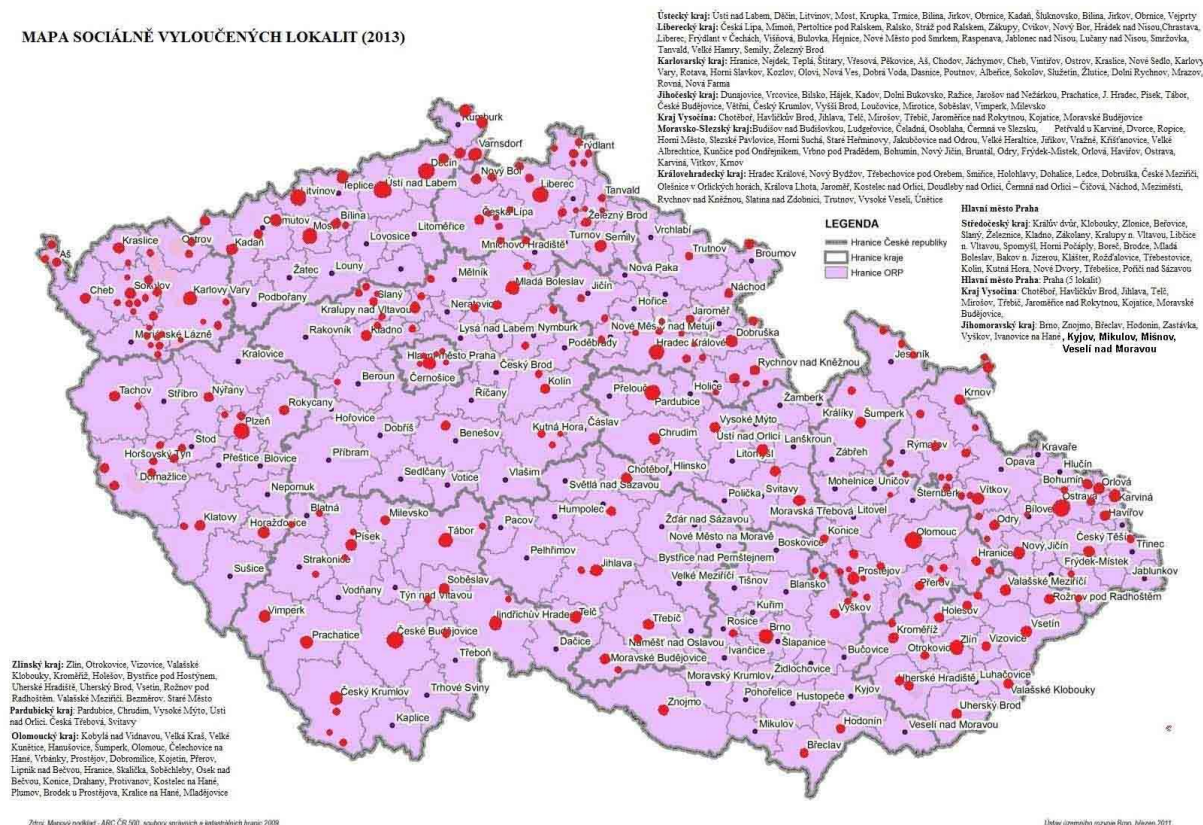 MAPA SOCIÁLNĚ VYLOUČENÝCH LOKALIT (2013)
Ústecký kraj: Ústí nad Labem, Děčín, Litvínov, Most, Krupka, Trmice, Bílina, Jirkov, Obrnice, Kadaň, Šluknovsko, Bílina, Jirkov, Obrnice, Vejprty
Liberecký kraj: Česká Lípa, Mimoň, Pertoltice pod Ralskem, Ralsko, Stráž pod Ralskem, Zákupy, Cvikov, Nový Bor, Hrádek nad Nisou,Chrastava,
Liberec, Frýdlant v Čechách, Višňová, Bulovka, Hejnice, Nové Město pod Smrkem, Raspenava, Jablonec nad Nisou, Lučany nad Nisou, Smržovka,
Tanvald, Velké Hamry, Semily, Železný Brod
Karlovarský kraj: Hranice, Nejdek, Teplá, Štítary, Vřesová, Pěkovice, Aš, Chodov, Jáchymov, Cheb, Vintířov, Ostrov, Kraslice, Nové Sedlo, Karlovy
Vary, Rotava, Horní Slavkov, Kozlov, Oloví, Nová Ves, Dobrá Voda, Dasnice, Poutnov, Albeřice, Sokolov, Služetín, Žlutice, Dolní Rychnov, Mrázov,
Rovná, Nová Farma
Jihočeský kraj: Dunajovice, Vrcovice, Bílsko, Hájek, Kadov, Dolní Bukovsko, Ražice, Jarošov nad Nežárkou, Prachatice, J. Hradec, Písek, Tábor,
České Budějovice, Větřní, Český Krumlov, Vyšší Brod, Loučovice, Mirotice, Soběslav, Vimperk, Milevsko
Kraj Vysočina: Chotěboř, Havlíčkův Brod, Jihlava, Telč, Mirošov, Třebíč, Jaroměřice nad Rokytnou, Kojatice, Moravské Budějovice
Moravsko-Slezský kraj:Budišov nad Budišovkou, Ludgeřovice, Čeladná, Osoblaha, Čermná ve Slezsku, Petřvald u Karviné, Dvorce, Ropice,
Horní Město, Slezské Pavlovice, Horní Suchá, Staré Heřminovy, Jakubčovice nad Odrou, Velké Heraltice, Jiříkov, Vražné, Křišťanovice, Velké
Albrechtice, Kunčice pod Ondřejníkem, Vrbno pod Pradědem, Bohumín, Nový Jičín, Bruntál, Odry, Frýdek-Místek, Orlová, Havířov, Ostrava,
Karviná, Vítkov, Krnov
Královehradecký kraj: Hradec Králové, Nový Bydžov, Třebechovice pod Orebem, Smiřice, Holohlavy, Dohalice, Ledce, Dobruška, České Meziříčí,
Olešnice v Orlických horách, Králova Lhota, Jaroměř, Kostelec nad Orlicí, Doudleby nad Orlicí, Čermná nad Orlicí – Číčová, Náchod, Meziměstí,
Rychnov nad Kněžnou, Slatina nad Zdobnicí, Trutnov, Vysoké Veselí, Únětice
LEGENDA
Hranice České republiky
Hranice kraje
Hranice ORP
Hlavní město Praha
Středočeský kraj: Králův dvůr, Klobouky, Zlonice, Beřovice,
Slaný, Železnice, Kladno, Zákolany, Kralupy n. Vltavou, Libčice
n. Vltavou, Spomyšl, Horní Počáply, Boreč, Brodce, Mladá
Boleslav, Bakov n. Jizerou, Klášter, Rožďalovice, Třebestovice,
Kolín, Kutná Hora, Nové Dvory, Třebešice, Poříčí nad Sázavou
Hlavní město Praha: Praha (5 lokalit)
Kraj Vysočina: Chotěboř, Havlíčkův Brod, Jihlava, Telč,
Mirošov, Třebíč, Jaroměřice nad Rokytnou, Kojatice, Moravské
Budějovice,
Jihomoravský kraj: Brno, Znojmo, Břeclav, Hodonín, Zastávka,
Vyškov, Ivanovice na Hané, Kyjov, Mikulov, Mišnov,
Veselí nad Moravou
Rumburk
Varnsdorf
Frýdlant
Děčín
Nový Bor
Teplice
Ústí nad Labem
Liberec
Litvínov
Tanvald
Bílina
Chomutov
Most
Česká Lípa
Železný Brod
Litoměřice
Lovosice
Turnov
Semily
Vrchlabí
Mnichovo Hradiště
Kadaň
Ostrov
Kraslice
Aš
Trutnov
Broumov
Louny
Žatec
Mělník
Nová Paka
Mladá Boleslav
Jičín
Náchod
Cheb
Sokolov
Karlovy Vary
Podbořany
Slaný
Hořice
Jaroměř
Kralupy nad Vltavou
Neratovice
Mariánské Lázně
Rakovník
Kladno
Lysá nad Labem
Nymburk
Poděbrady
Nové Město nad Metují
Dobruška
Hradec Králové
Kralovice
Hlavní město Praha
Černošice
Český Brod
Rychnov nad Kněžnou
Jeseník
Beroun
Kolín
Říčany
Přelouč
Holice
Pardubice
Žamberk
Krnov
Tachov
Stříbro
Nýřany
Rokycany
Hořovice
Plzeň
Dobříš
Benešov
Kutná Hora
Čáslav
Chrudim
Vysoké Mýto
Ústí nad Orlicí
Lanškroun
Králíky
Šumperk
Rýmařov
Kravaře
Opava
Hlučín
Stod
Horšovský Týn
Přeštice
Blovice
Domažlice
Příbram
Sedlčany
Votice
Vlašim
Chotěboř
Hlinsko
Světlá nad Sázavou
Litomyšl
Zábřeh
Bohumín
Orlová
Ostrava
Karviná
Havířov
Nepomuk
Polička
Svitavy
Mohelnice
Uničov
Šternberk
Vítkov
Bílovec
Moravská Třebová
Litovel
Blatná
Milevsko
Humpolec
Klatovy
Horažďovice
Pacov
Žďár nad Sázavou
Konice
Odry
Český Těšín
Třinec
Olomouc
Písek
Tábor
Nové Město na Moravě
Boskovice
Strakonice
Pelhřimov
Bystřice nad Pernštejnem
Hranice
Nový Jičín
Frýdek-Místek
Jablunkov
Sušice
Jihlava
Velké Meziříčí
Tišnov
Blansko
Prostějov
Přerov
Valašské Meziříčí
Rožnov pod Radhoštěm
Vodňany
Soběslav
Týn nad Vltavou
Vimperk
Jindřichův Hradec
Telč
Třebíč
Kuřim
Rosice
Brno
Vyškov
Holešov
Kroměříž
Vsetín
Prachatice
České Budějovice
Náměšť nad Oslavou
Ivančice
Šlapanice
Bučovice
Otrokovice
Zlín
Vizovice
Dačice
Moravské Budějovice
Židlochovice
Třeboň
Moravský Krumlov
Uherské Hradiště
Luhačovice
Český Krumlov
Trhové Sviny
Pohořelice
Hustopeče
Kyjov
Valašské Klobouky
Kaplice
Znojmo
Uherský Brod
Mikulov
Hodonín
Veselí nad Moravou
Břeclav
Zlínský kraj: Zlín, Otrokovice, Vizovice, Valašské
Klobouky, Kroměříž, Holešov, Bystřice pod Hostýnem,
Uherské Hradiště, Uherský Brod, Vsetín, Rožnov pod
Radhoštěm, Valašské Meziříčí, Bezměrov, Staré Město
Pardubický kraj: Pardubice, Chrudim, Vysoké Mýto, Ústí
nad Orlicí, Česká Třebová, Svitavy
Olomoucký kraj: Kobylá nad Vidnavou, Velká Kraš, Velké
Kunětice, Hanušovice, Šumperk, Olomouc, Čelechovice na
Hané, Vrbátky, Prostějov, Dobromilice, Kojetín, Přerov,
Lipník nad Bečvou, Hranice, Skalička, Soběchleby, Osek nad
Bečvou, Konice, Drahany, Protivanov, Kostelec na Hané,
Plumov, Brodek u Prostějova, Kralice na Hané, Mladějovice
Zdroj: Mapový podklad - ARC ČR 500, soubory správních a katastrálních hranic 2009
Ústav územního rozvoje Brno, březen 2011